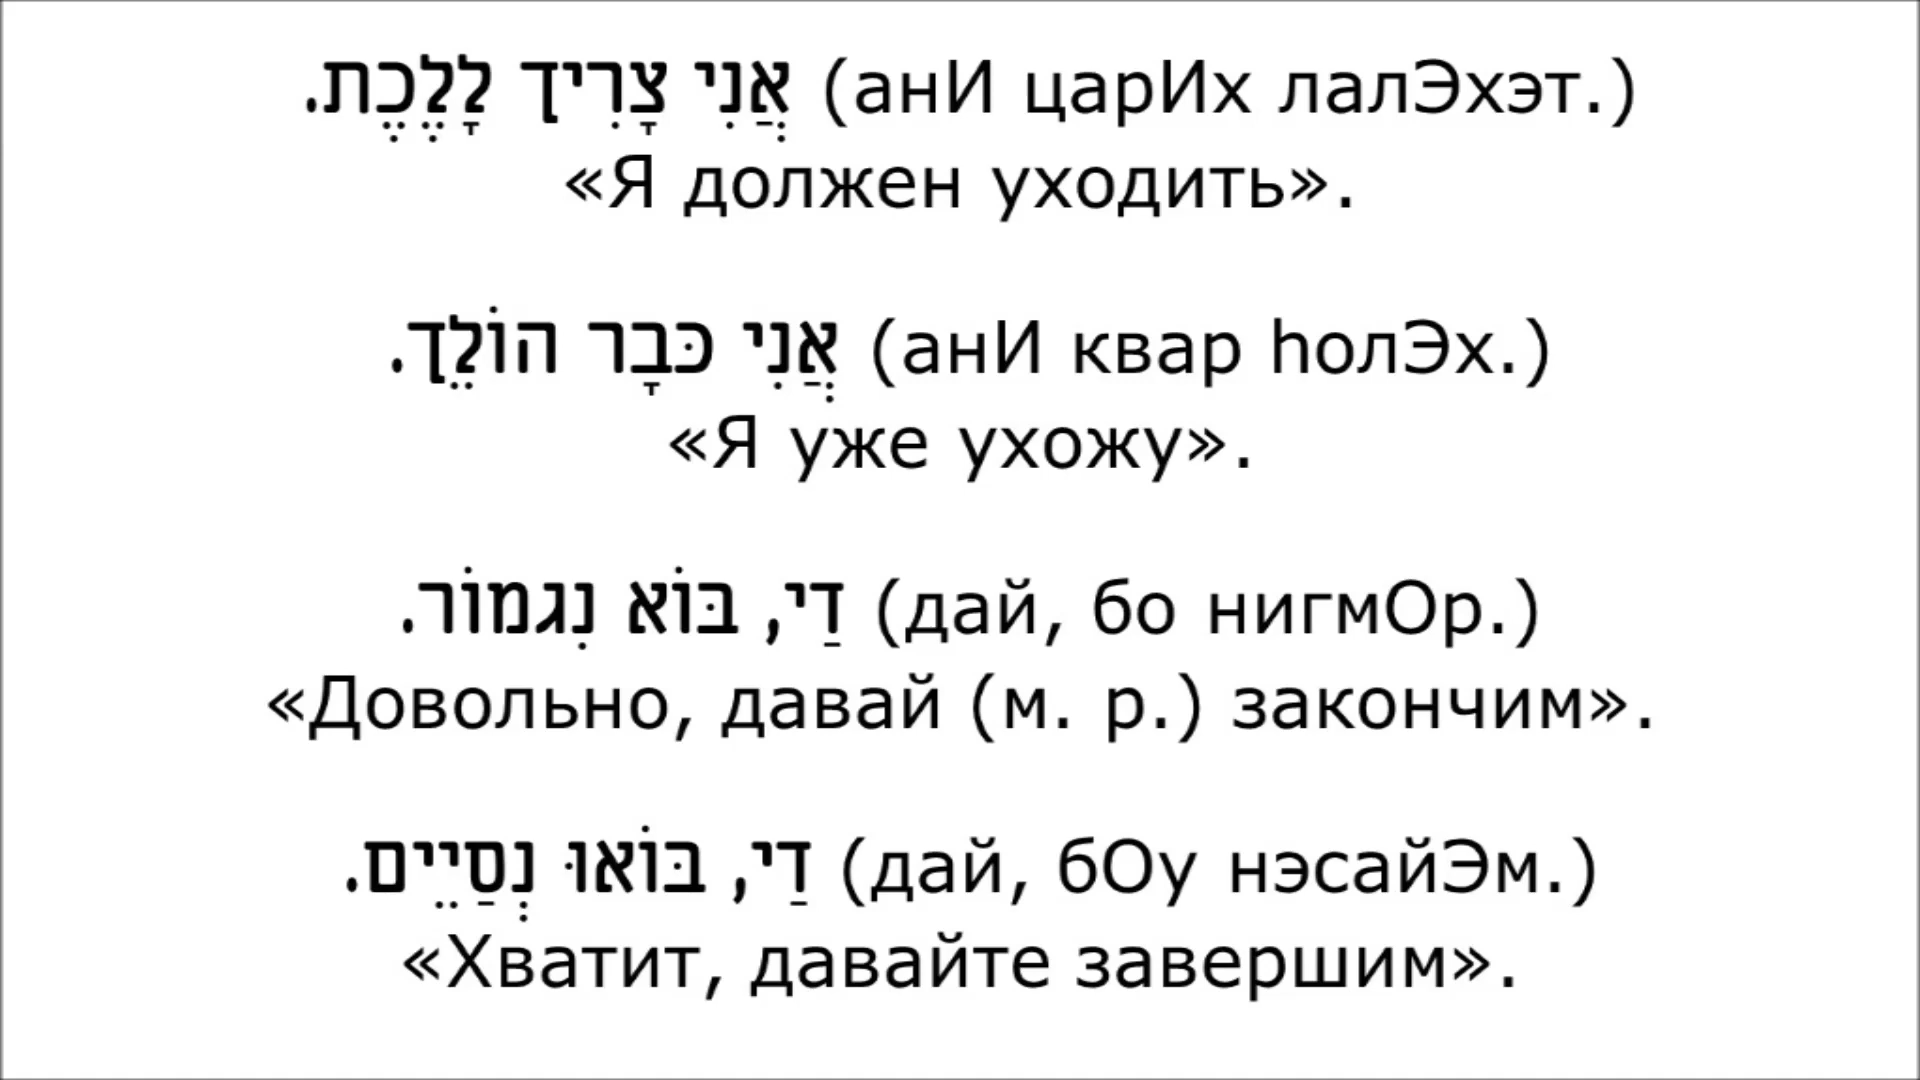 אֲנִי צָרִיךְ לָלֶכֶת. (анИ царИх лалЭхэт.)
«Я должен уходить».
אֲנִי כּבָר הוֹלֵך. (анИ квар hолЭх.)
«Я уже ухожу».
דַי, בּוֹא נִגמוֹר. (дай, бо нигмОр.)
«Довольно, давай (м. р.) закончим».
דַי, בּוֹאוּ נְסַיֵים. (дай, бОу нэсайЭм.)
«Хватит, давайте завершим».